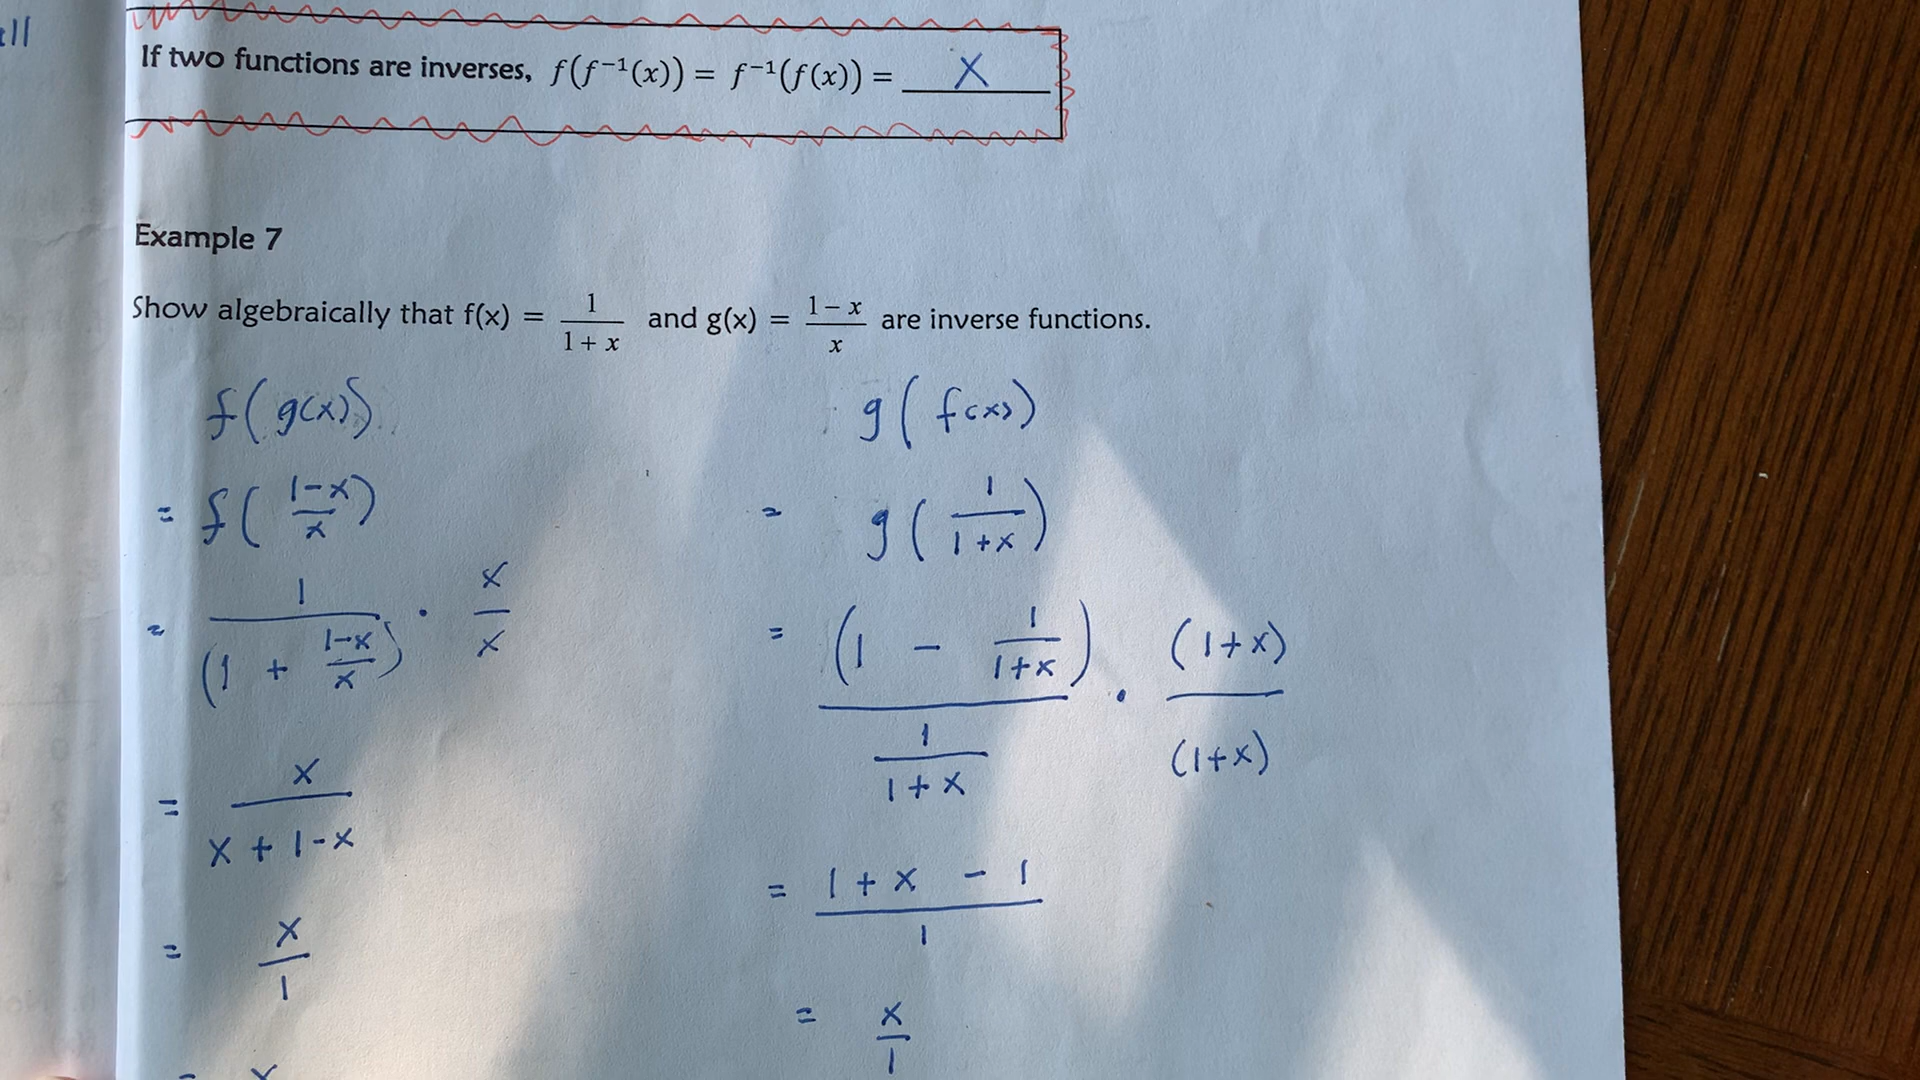 ll
If two functions are inverses, f(f⁻¹(x)) = f⁻¹(f(x)) = X
Example 7
Show algebraically that f(x) = 1/(1 + x) and g(x) = (1 − x)/x are inverse functions.
f(g(x))
= f((1-x)/x)
= 1/(1 + (1-x)/x) · x/x
= x/(x + 1-x)
= x/1
= x
g(f(x))
= g(1/(1+x))
= (1 - 1/(1+x))/(1/(1+x)) · (1+x)/(1+x)
= (1+x - 1)/1
= x/1